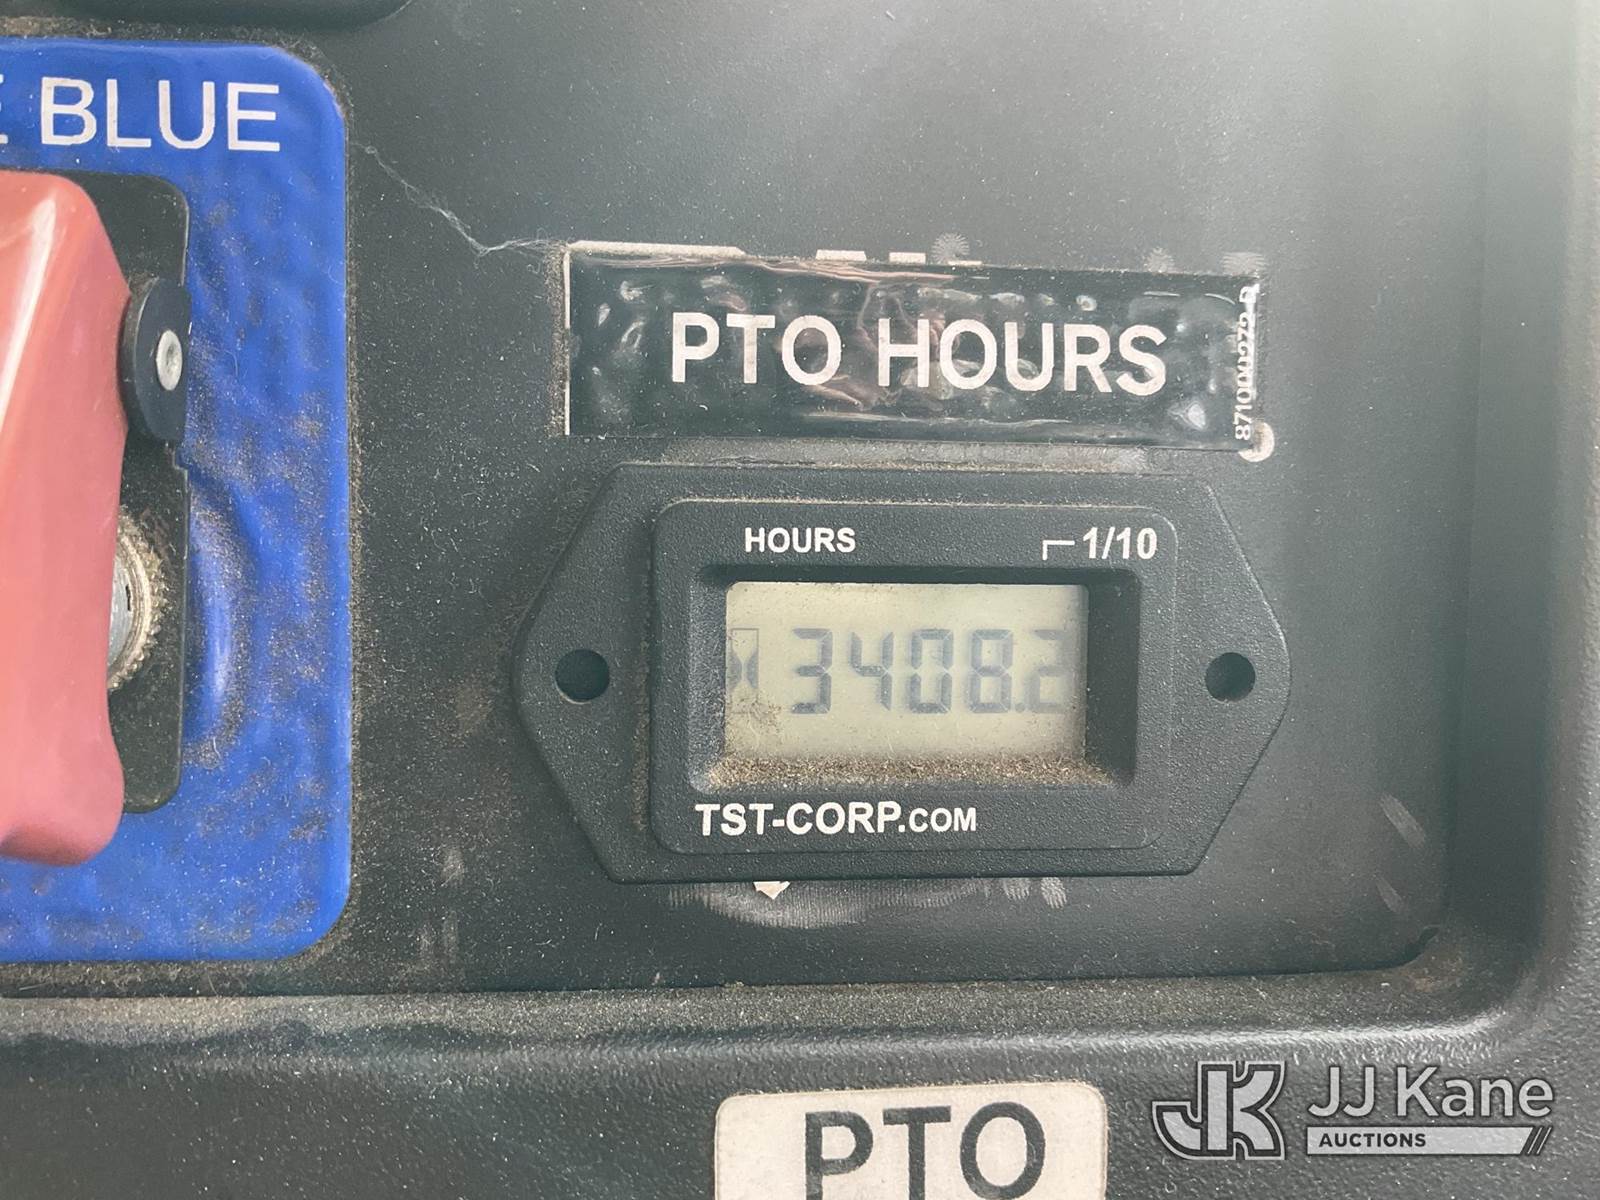 BLUE
PTO HOURS
HOURS
1/10
3408.2
TST-CORP.COM
PTO
JJ Kane
AUCTIONS